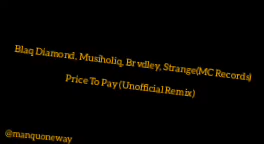 Blaq Diamond, Musiholiq, Brvdley, Strange(MC Records)
Price To Pay (Unofficial Remix)
@manquoneway